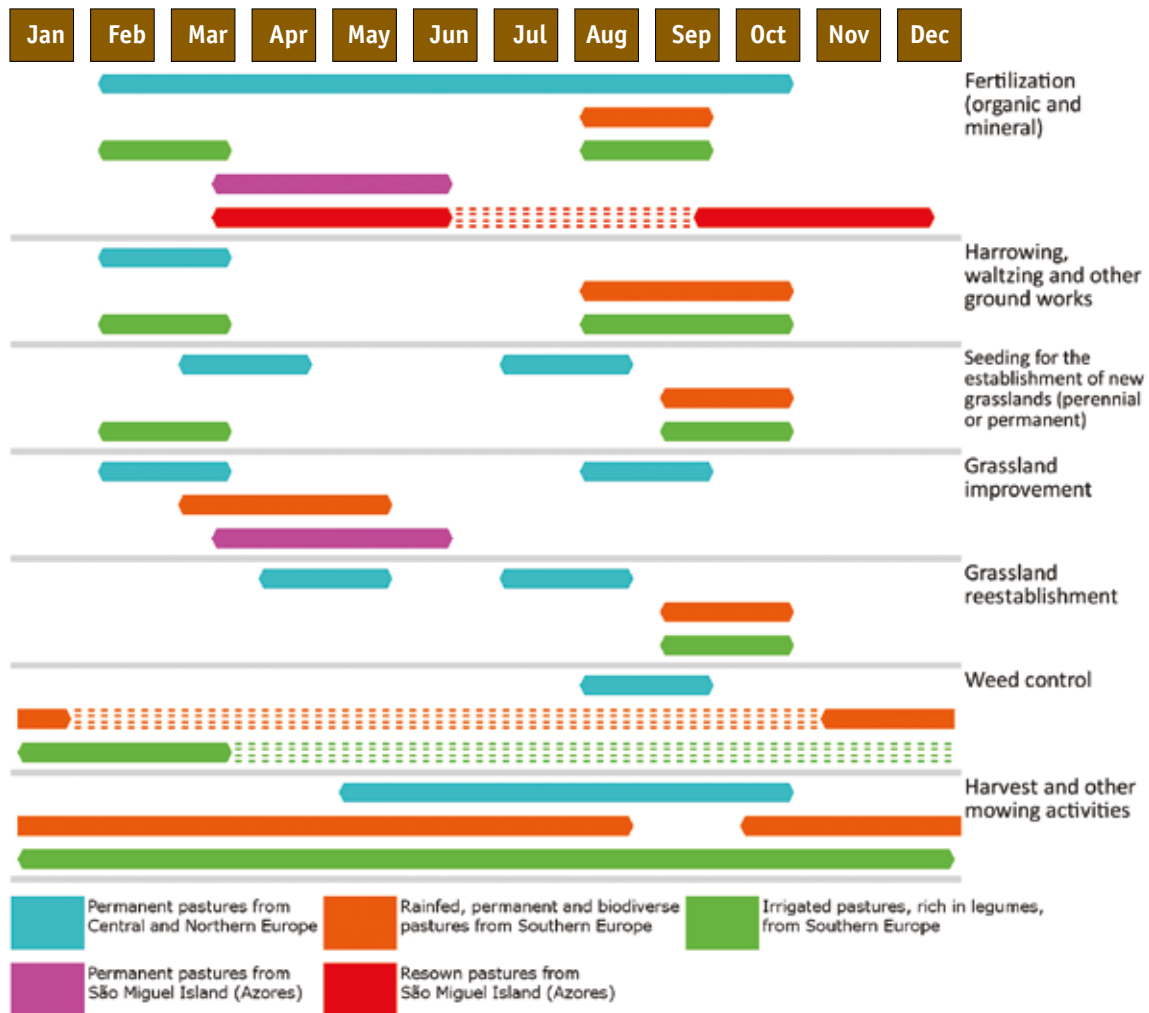 Jan Feb Mar Apr May Jun Jul Aug Sep Oct Nov Dec
Fertilization
(organic and
mineral)
Harrowing,
waltzing and other
ground works
Seeding for the
establishment of new
grasslands (perennial
or permanent)
Grassland
improvement
Grassland
reestablishment
Weed control
Harvest and other
mowing activities
Permanent pastures from
Central and Northern Europe
Rainfed, permanent and biodiverse
pastures from Southern Europe
Irrigated pastures, rich in legumes,
from Southern Europe
Permanent pastures from
São Miguel Island (Azores)
Resown pastures from
São Miguel Island (Azores)